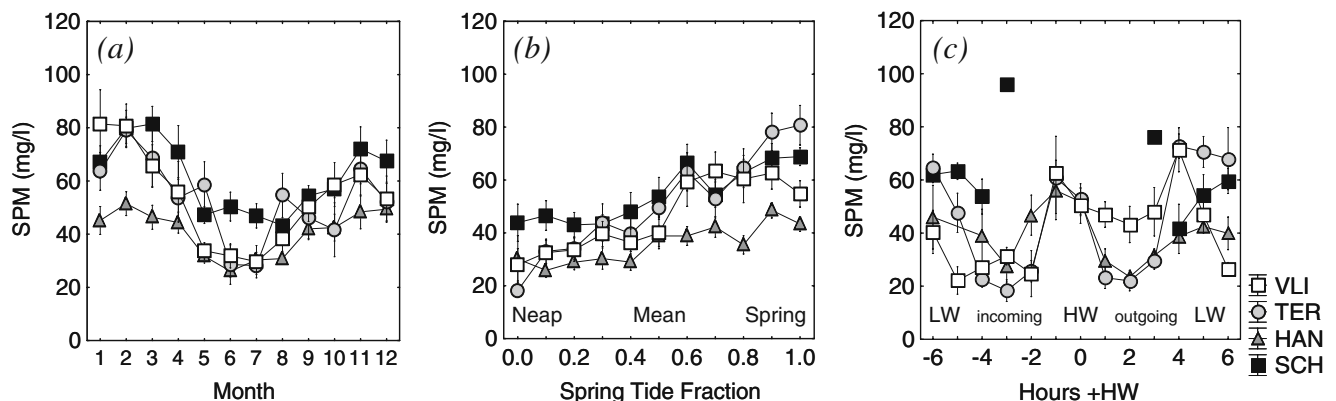 (a)
SPM (mg/l)
120
100
80
60
40
20
0
1 2 3 4 5 6 7 8 9 10 11 12
Month
(b)
SPM (mg/l)
120
100
80
60
40
20
0
Neap Mean Spring
0.0 0.2 0.4 0.6 0.8 1.0
Spring Tide Fraction
(c)
SPM (mg/l)
120
100
80
60
40
20
0
LW incoming HW outgoing LW
-6 -4 -2 0 2 4 6
Hours +HW
VLI
TER
HAN
SCH